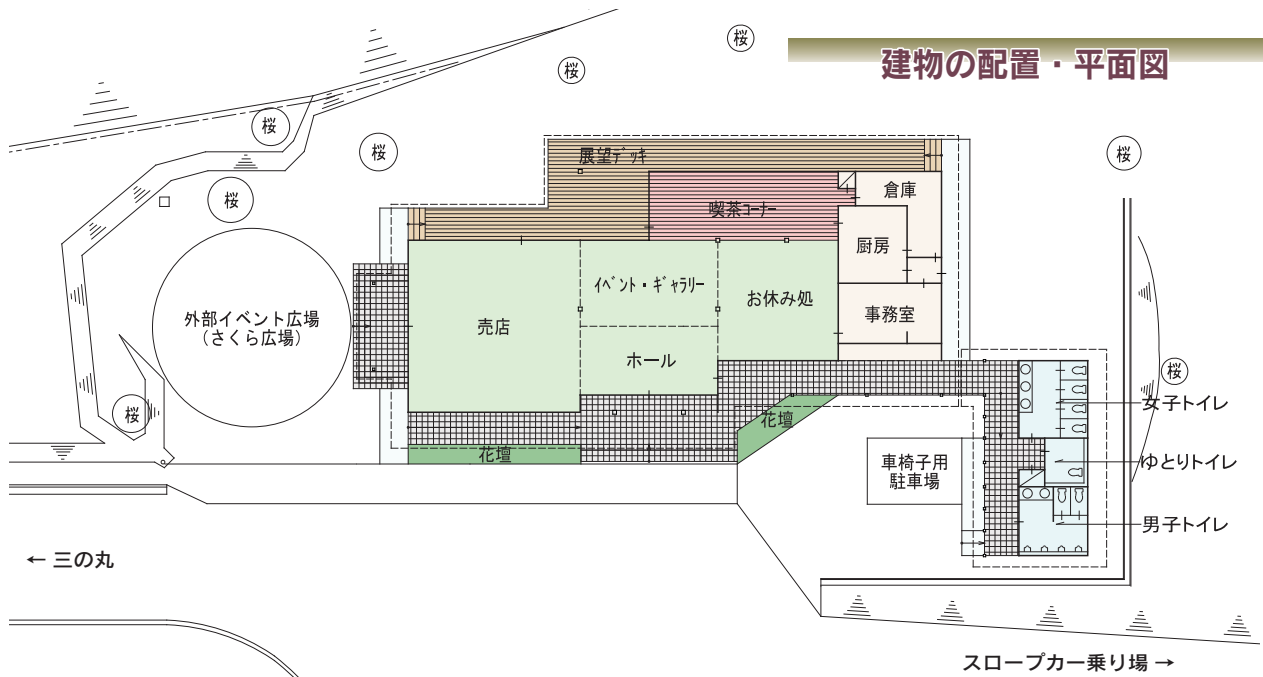 建物の配置・平面図
桜
桜
桜
桜
桜
桜
桜
桜
展望ﾃﾞｯｷ
喫茶ｺｰﾅｰ
倉庫
厨房
ｲﾍﾞﾝﾄ・ｷﾞｬﾗﾘｰ
お休み処
事務室
外部イベント広場
（さくら広場）
売店
ホール
花壇
花壇
車椅子用
駐車場
女子トイレ
ゆとりトイレ
男子トイレ
← 三の丸
スロープカー乗り場 →